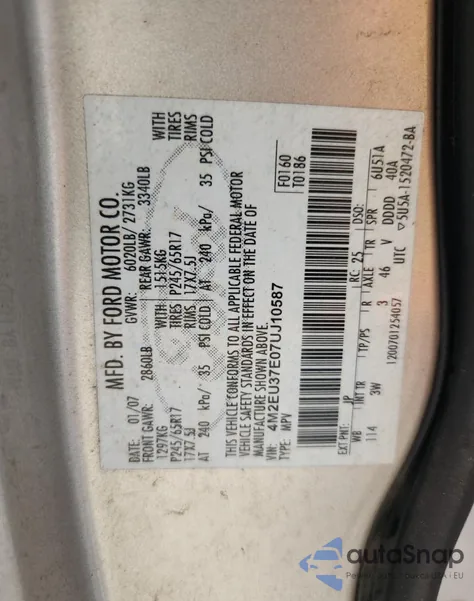 MFD. BY FORD MOTOR CO.
DATE: 01/07 GVWR: 6020LB/ 2731KG
FRONT GAWR: 2860LB REAR GAWR: 3340LB
1297KG WITH 1515KG WITH
P245/65R17 TIRES P245/65R17 TIRES
17X7.5J RIMS 17X7.5J RIMS
AT 240 kPa/ 35 PSI COLD AT 240 kPa/ 35 PSI COLD
THIS VEHICLE CONFORMS TO ALL APPLICABLE FEDERAL MOTOR
VEHICLE SAFETY STANDARDS IN EFFECT ON THE DATE OF
MANUFACTURE SHOWN ABOVE.
VIN: 4M2EU37E07UJ10587
TYPE: MPV
F0160
T0186
EXT PNT: JP RC: 25 DSO:
WB INT TR TP/PS R AXLE TR SPR 6U51A
114 3W 3 46 V DDDD 40A
1200701254057 UTC ▽5U5A-1520472-BA
autoSnap